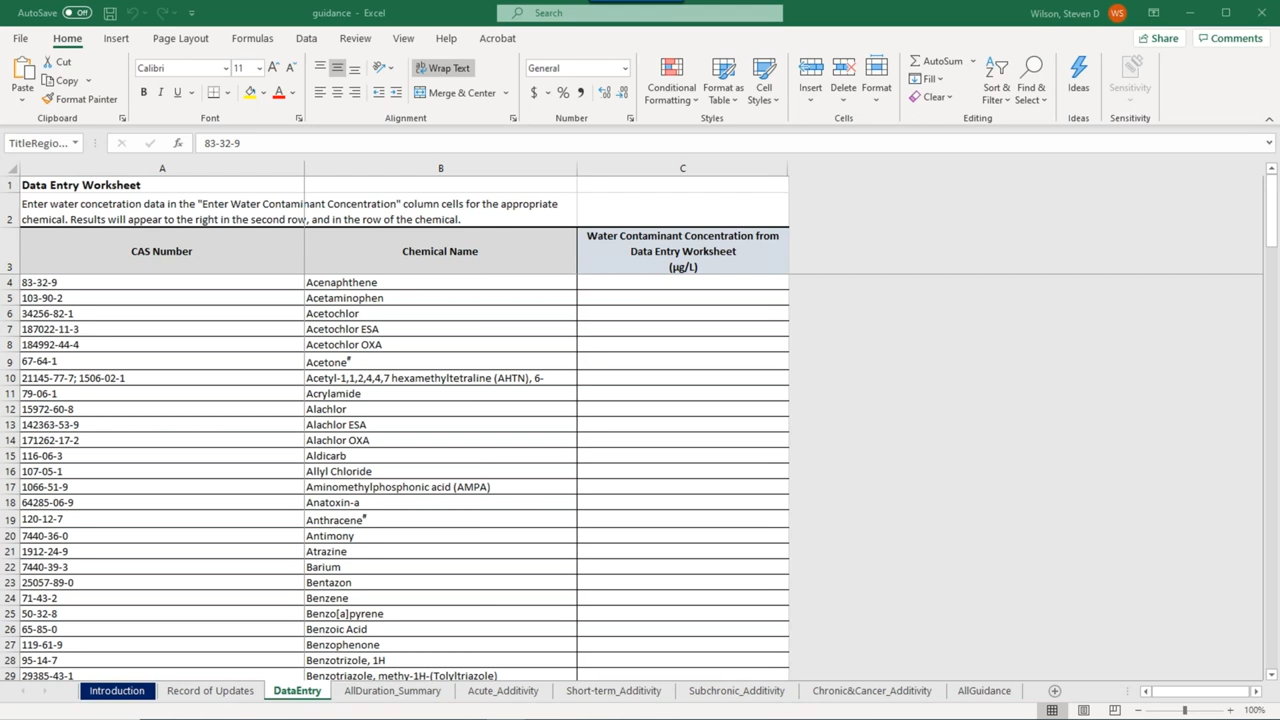 AutoSave Off guidance - Excel Search Wilson, Steven D WS
File Home Insert Page Layout Formulas Data Review View Help Acrobat Share Comments
Paste Cut Copy Format Painter Clipboard
Calibri 11 A A B I U A Font
Wrap Text Merge & Center Alignment
General $ % , Number
Conditional Formatting Format as Table Cell Styles Styles
Insert Delete Format Cells
AutoSum Fill Clear Sort & Filter Find & Select Editing
Ideas Ideas
Sensitivity Sensitivity
TitleRegio... fx 83-32-9
A B C
1 Data Entry Worksheet
Enter water concetration data in the "Enter Water Contaminant Concentration" column cells for the appropriate
2 chemical. Results will appear to the right in the second row, and in the row of the chemical.
Water Contaminant Concentration from
CAS Number Chemical Name Data Entry Worksheet
3 (µg/L)
4 83-32-9 Acenaphthene
5 103-90-2 Acetaminophen
6 34256-82-1 Acetochlor
7 187022-11-3 Acetochlor ESA
8 184992-44-4 Acetochlor OXA
9 67-64-1 Acetone#
10 21145-77-7; 1506-02-1 Acetyl-1,1,2,4,4,7 hexamethyltetraline (AHTN), 6-
11 79-06-1 Acrylamide
12 15972-60-8 Alachlor
13 142363-53-9 Alachlor ESA
14 171262-17-2 Alachlor OXA
15 116-06-3 Aldicarb
16 107-05-1 Allyl Chloride
17 1066-51-9 Aminomethylphosphonic acid (AMPA)
18 64285-06-9 Anatoxin-a
19 120-12-7 Anthracene#
20 7440-36-0 Antimony
21 1912-24-9 Atrazine
22 7440-39-3 Barium
23 25057-89-0 Bentazon
24 71-43-2 Benzene
25 50-32-8 Benzo[a]pyrene
26 65-85-0 Benzoic Acid
27 119-61-9 Benzophenone
28 95-14-7 Benzotrizole, 1H
29 29385-43-1 Benzotriazole, methy-1H-(Tolyltriazole)
Introduction Record of Updates DataEntry AllDuration_Summary Acute_Additivity Short-term_Additivity Subchronic_Additivity Chronic&Cancer_Additivity AllGuidance
100%